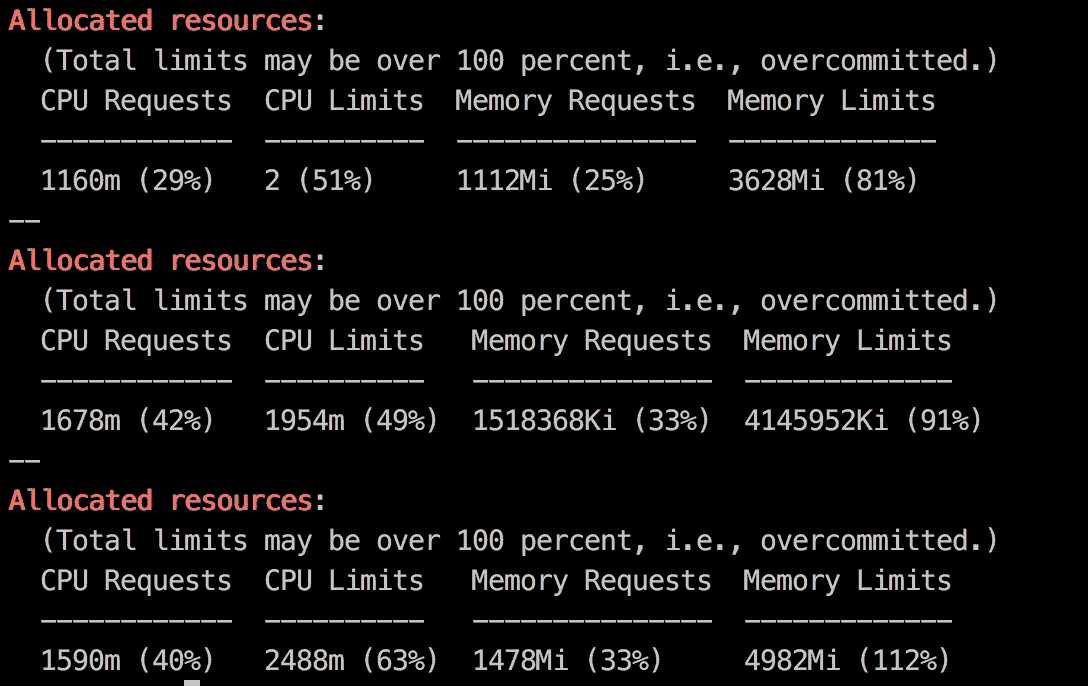 Allocated resources:
(Total limits may be over 100 percent, i.e., overcommitted.)
CPU Requests  CPU Limits  Memory Requests  Memory Limits
------------  ----------  ---------------  -------------
1160m (29%)   2 (51%)     1112Mi (25%)     3628Mi (81%)
--
Allocated resources:
(Total limits may be over 100 percent, i.e., overcommitted.)
CPU Requests  CPU Limits   Memory Requests  Memory Limits
------------  ----------   ---------------  -------------
1678m (42%)   1954m (49%)  1518368Ki (33%)  4145952Ki (91%)
--
Allocated resources:
(Total limits may be over 100 percent, i.e., overcommitted.)
CPU Requests  CPU Limits   Memory Requests  Memory Limits
------------  ----------   ---------------  -------------
1590m (40%)   2488m (63%)  1478Mi (33%)     4982Mi (112%)